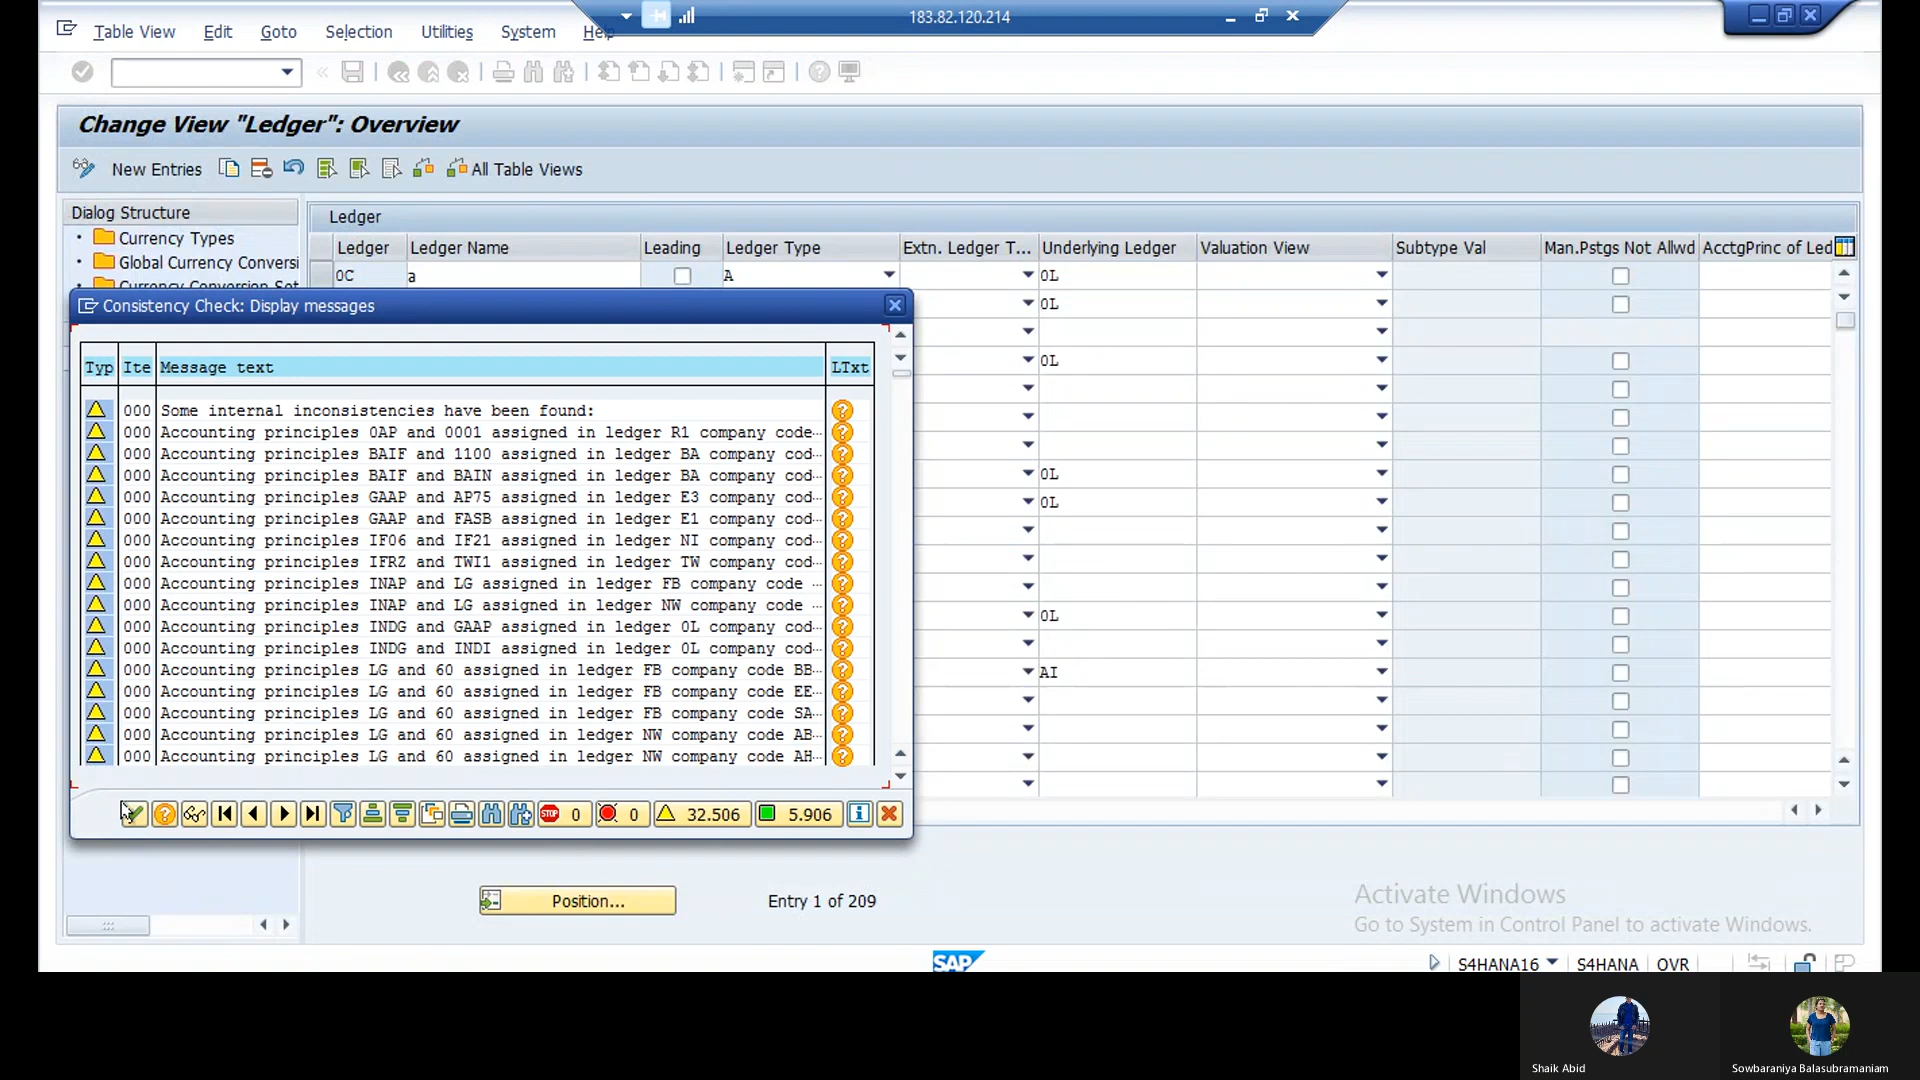 183.82.120.214
Table View Edit Goto Selection Utilities System Help
Change View "Ledger": Overview
New Entries All Table Views
Dialog Structure
Currency Types
Global Currency Conversi
Currency Conversion Set
Ledger
Ledger Ledger Name Leading Ledger Type Extn. Ledger T... Underlying Ledger Valuation View Subtype Val Man.Pstgs Not Allwd AcctgPrinc of Led
0C a A 0L
0L
0L
0L
0L
0L
AI
Consistency Check: Display messages
Typ Ite Message text LTxt
000 Some internal inconsistencies have been found:
000 Accounting principles 0AP and 0001 assigned in ledger R1 company code...
000 Accounting principles BAIF and 1100 assigned in ledger BA company cod...
000 Accounting principles BAIF and BAIN assigned in ledger BA company cod...
000 Accounting principles GAAP and AP75 assigned in ledger E3 company cod...
000 Accounting principles GAAP and FASB assigned in ledger E1 company cod...
000 Accounting principles IF06 and IF21 assigned in ledger NI company cod...
000 Accounting principles IFRZ and TWI1 assigned in ledger TW company cod...
000 Accounting principles INAP and LG assigned in ledger FB company code ...
000 Accounting principles INAP and LG assigned in ledger NW company code ...
000 Accounting principles INDG and GAAP assigned in ledger 0L company cod...
000 Accounting principles INDG and INDI assigned in ledger 0L company cod...
000 Accounting principles LG and 60 assigned in ledger FB company code BB...
000 Accounting principles LG and 60 assigned in ledger FB company code EE...
000 Accounting principles LG and 60 assigned in ledger FB company code SA...
000 Accounting principles LG and 60 assigned in ledger NW company code AB...
000 Accounting principles LG and 60 assigned in ledger NW company code AH...
STOP 0 0 32.506 5.906
Position... Entry 1 of 209
Activate Windows
Go to System in Control Panel to activate Windows.
SAP S4HANA16 S4HANA OVR
Shaik Abid Sowbaraniya Balasubramaniam